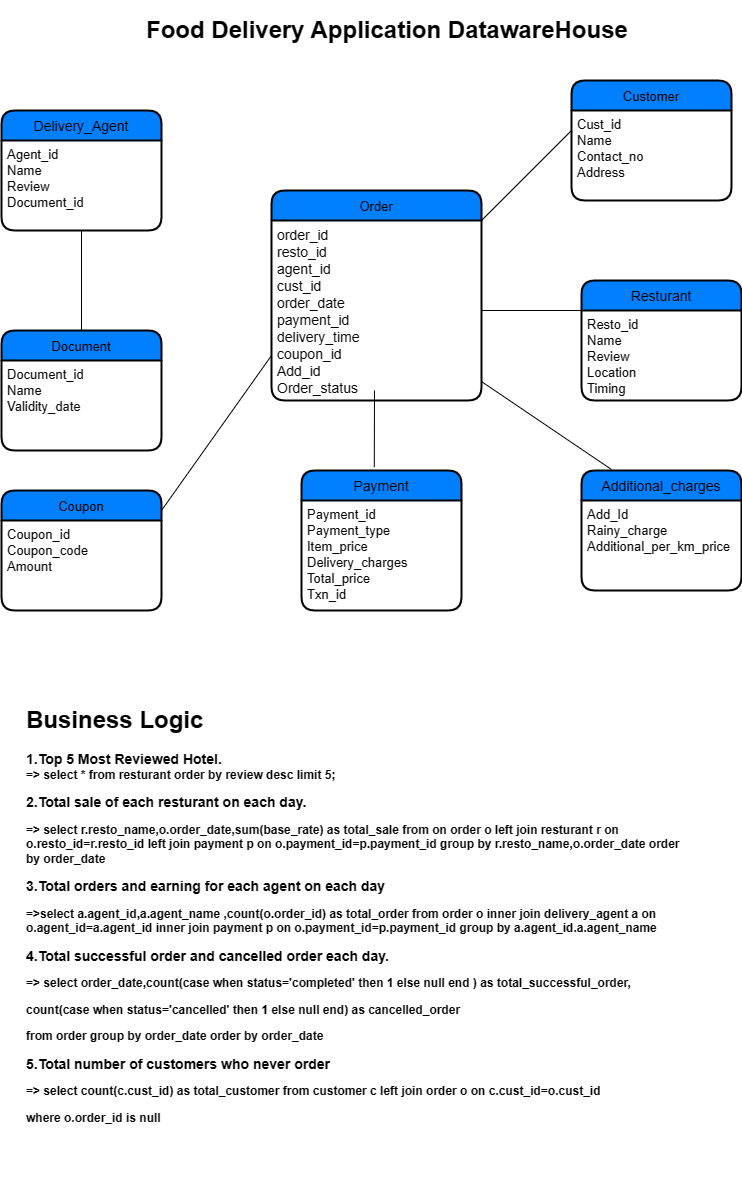 Food Delivery Application DatawareHouse
Delivery_Agent
Agent_id
Name
Review
Document_id
Document
Document_id
Name
Validity_date
Coupon
Coupon_id
Coupon_code
Amount
Order
order_id
resto_id
agent_id
cust_id
order_date
payment_id
delivery_time
coupon_id
Add_id
Order_status
Payment
Payment_id
Payment_type
Item_price
Delivery_charges
Total_price
Txn_id
Customer
Cust_id
Name
Contact_no
Address
Resturant
Resto_id
Name
Review
Location
Timing
Additional_charges
Add_Id
Rainy_charge
Additional_per_km_price
Business Logic
1.Top 5 Most Reviewed Hotel.
=> select * from resturant order by review desc limit 5;
2.Total sale of each resturant on each day.
=> select r.resto_name,o.order_date,sum(base_rate) as total_sale from on order o left join resturant r on
o.resto_id=r.resto_id left join payment p on o.payment_id=p.payment_id group by r.resto_name,o.order_date order
by order_date
3.Total orders and earning for each agent on each day
=>select a.agent_id,a.agent_name ,count(o.order_id) as total_order from order o inner join delivery_agent a on
o.agent_id=a.agent_id inner join payment p on o.payment_id=p.payment_id group by a.agent_id.a.agent_name
4.Total successful order and cancelled order each day.
=> select order_date,count(case when status='completed' then 1 else null end ) as total_successful_order,
count(case when status='cancelled' then 1 else null end) as cancelled_order
from order group by order_date order by order_date
5.Total number of customers who never order
=> select count(c.cust_id) as total_customer from customer c left join order o on c.cust_id=o.cust_id
where o.order_id is null